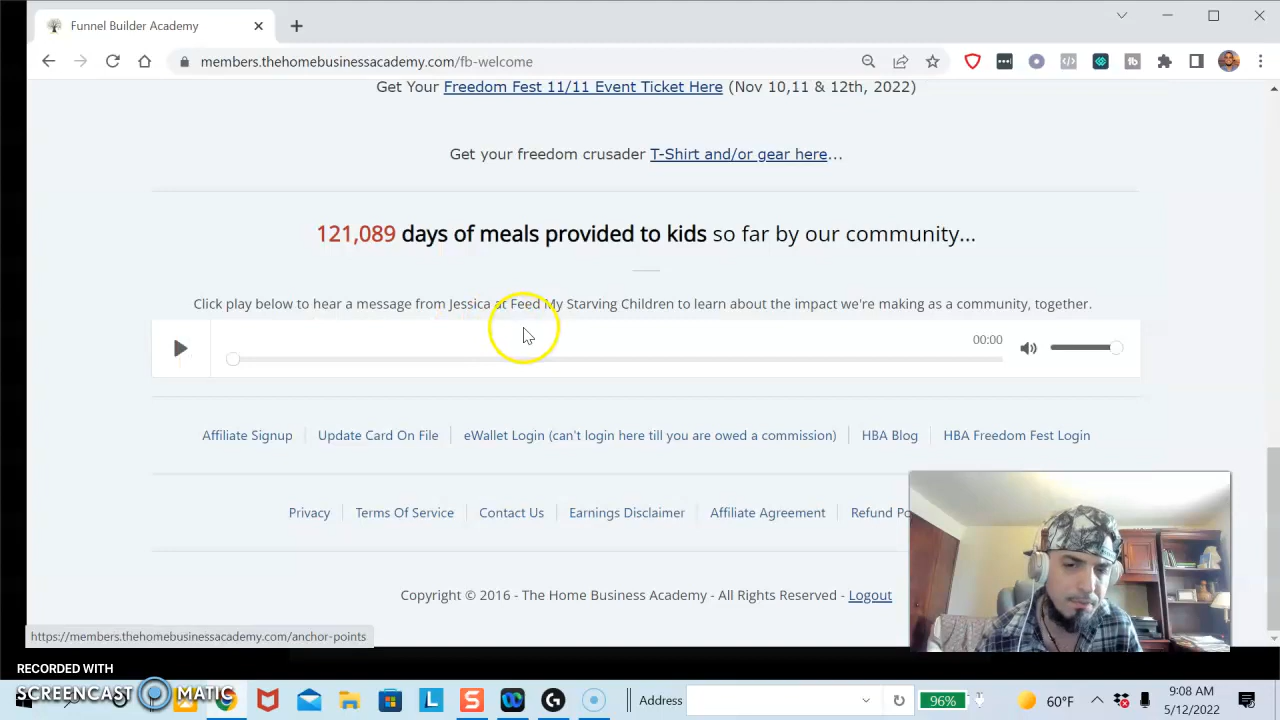 Funnel Builder Academy
members.thehomebusinessacademy.com/fb-welcome
Get Your Freedom Fest 11/11 Event Ticket Here (Nov 10,11 & 12th, 2022)
Get your freedom crusader T-Shirt and/or gear here…
121,089 days of meals provided to kids so far by our community...
Click play below to hear a message from Jessica at Feed My Starving Children to learn about the impact we're making as a community, together.
00:00
Affiliate Signup Update Card On File eWallet Login (can't login here till you are owed a commission) HBA Blog HBA Freedom Fest Login
Privacy Terms Of Service Contact Us Earnings Disclaimer Affiliate Agreement Refund Po
Copyright © 2016 - The Home Business Academy - All Rights Reserved - Logout
https://members.thehomebusinessacademy.com/anchor-points
RECORDED WITH
SCREENCAST MATIC
L S Address 96% 60°F 9:08 AM
5/12/2022